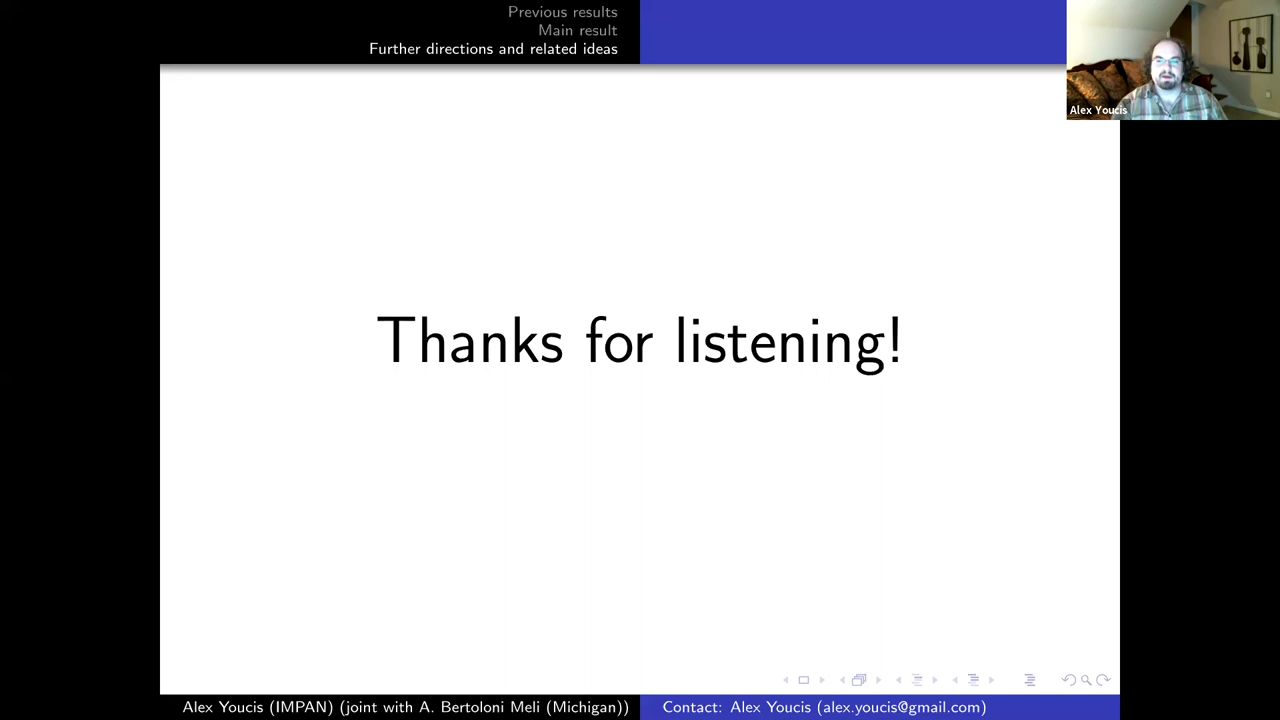 Previous results
Main result
Further directions and related ideas
Alex Youcis
Thanks for listening!
Alex Youcis (IMPAN) (joint with A. Bertoloni Meli (Michigan))
Contact: Alex Youcis (alex.youcis@gmail.com)